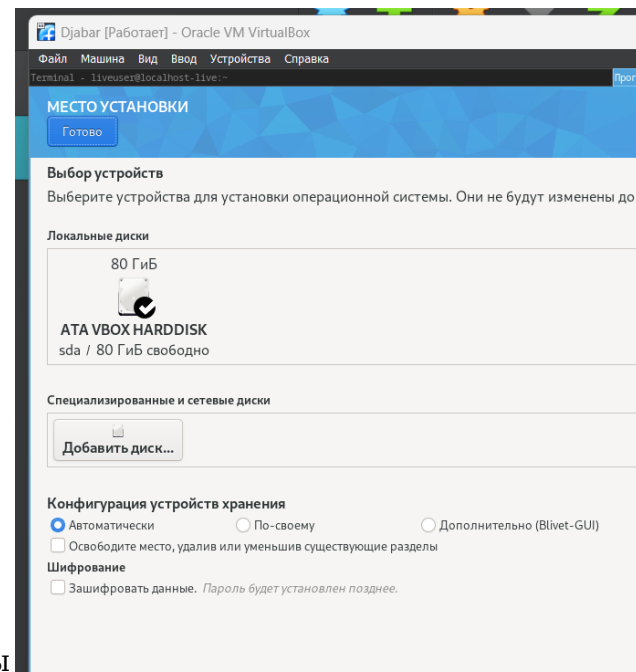 Djabar [Работает] - Oracle VM VirtualBox
Файл Машина Вид Ввод Устройства Справка
Terminal - liveuser@localhost-live:~
МЕСТО УСТАНОВКИ
Готово
Выбор устройств
Выберите устройства для установки операционной системы. Они не будут изменены до
Локальные диски
80 ГиБ
ATA VBOX HARDDISK
sda / 80 ГиБ свободно
Специализированные и сетевые диски
Добавить диск...
Конфигурация устройств хранения
Автоматически По-своему Дополнительно (Blivet-GUI)
Освободите место, удалив или уменьшив существующие разделы
Шифрование
Зашифровать данные. Пароль будет установлен позднее.
ы